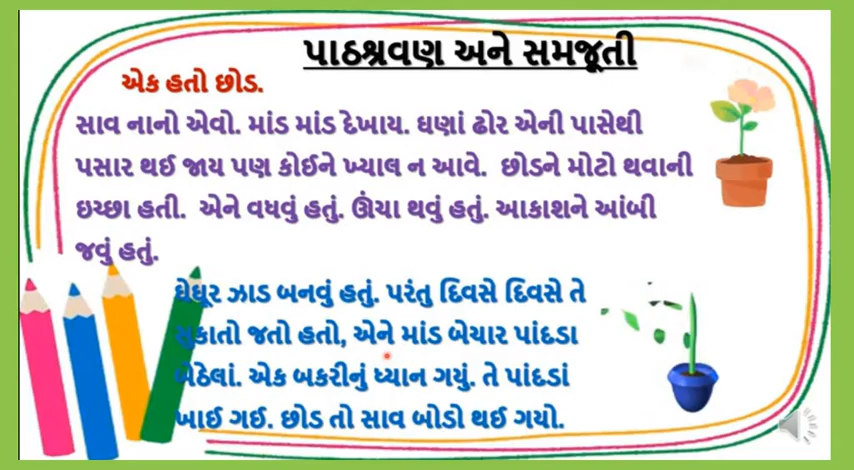 પાઠશ્રવણ અને સમજૂતી
એક હતો છોડ.
સાવ નાનો એવો. માંડ માંડ દેખાય. ઘણાં ઢોર એની પાસેથી
પસાર થઈ જાય પણ કોઈને ખ્યાલ ન આવે. છોડને મોટો થવાની
ઇચ્છા હતી. એને વધવું હતું. ઊંચા થવું હતું. આકાશને આંબી
જવું હતું.
ઘેઘૂર ઝાડ બનવું હતું. પરંતુ દિવસે દિવસે તે
સુકાતો જતો હતો, એને માંડ બેચાર પાંદડા
બેઠેલાં. એક બકરીનું ધ્યાન ગયું. તે પાંદડાં
ખાઈ ગઈ. છોડ તો સાવ બોડો થઈ ગયો.